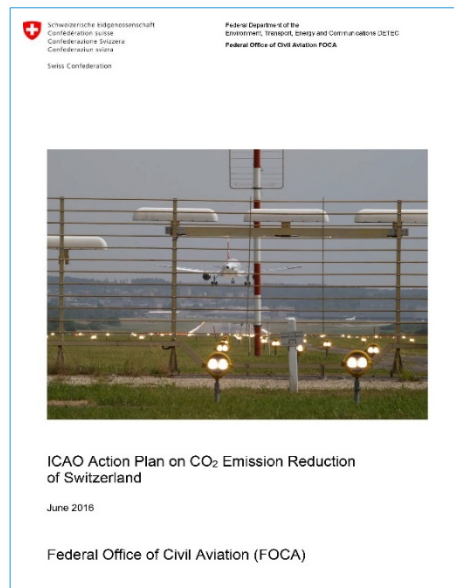 Schweizerische Eidgenossenschaft
Confédération suisse
Confederazione Svizzera
Confederaziun svizra
Swiss Confederation
Federal Department of the
Environment, Transport, Energy and Communications DETEC
Federal Office of Civil Aviation FOCA
ICAO Action Plan on CO₂ Emission Reduction
of Switzerland
June 2016
Federal Office of Civil Aviation (FOCA)